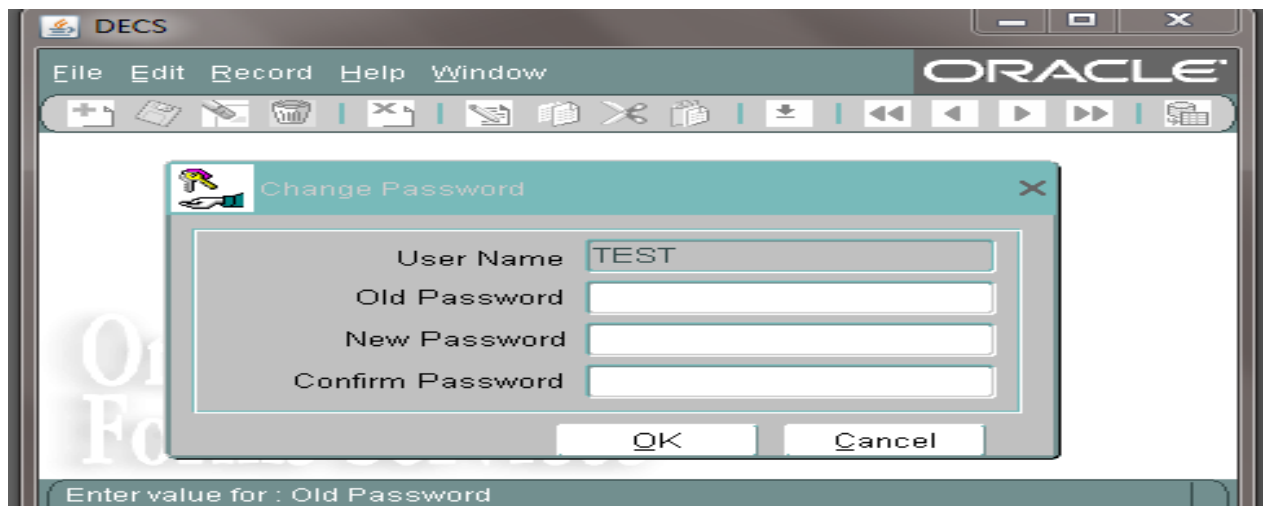 DECS
File Edit Record Help Window
ORACLE
Change Password
User Name TEST
Old Password
New Password
Confirm Password
OK Cancel
Enter value for : Old Password